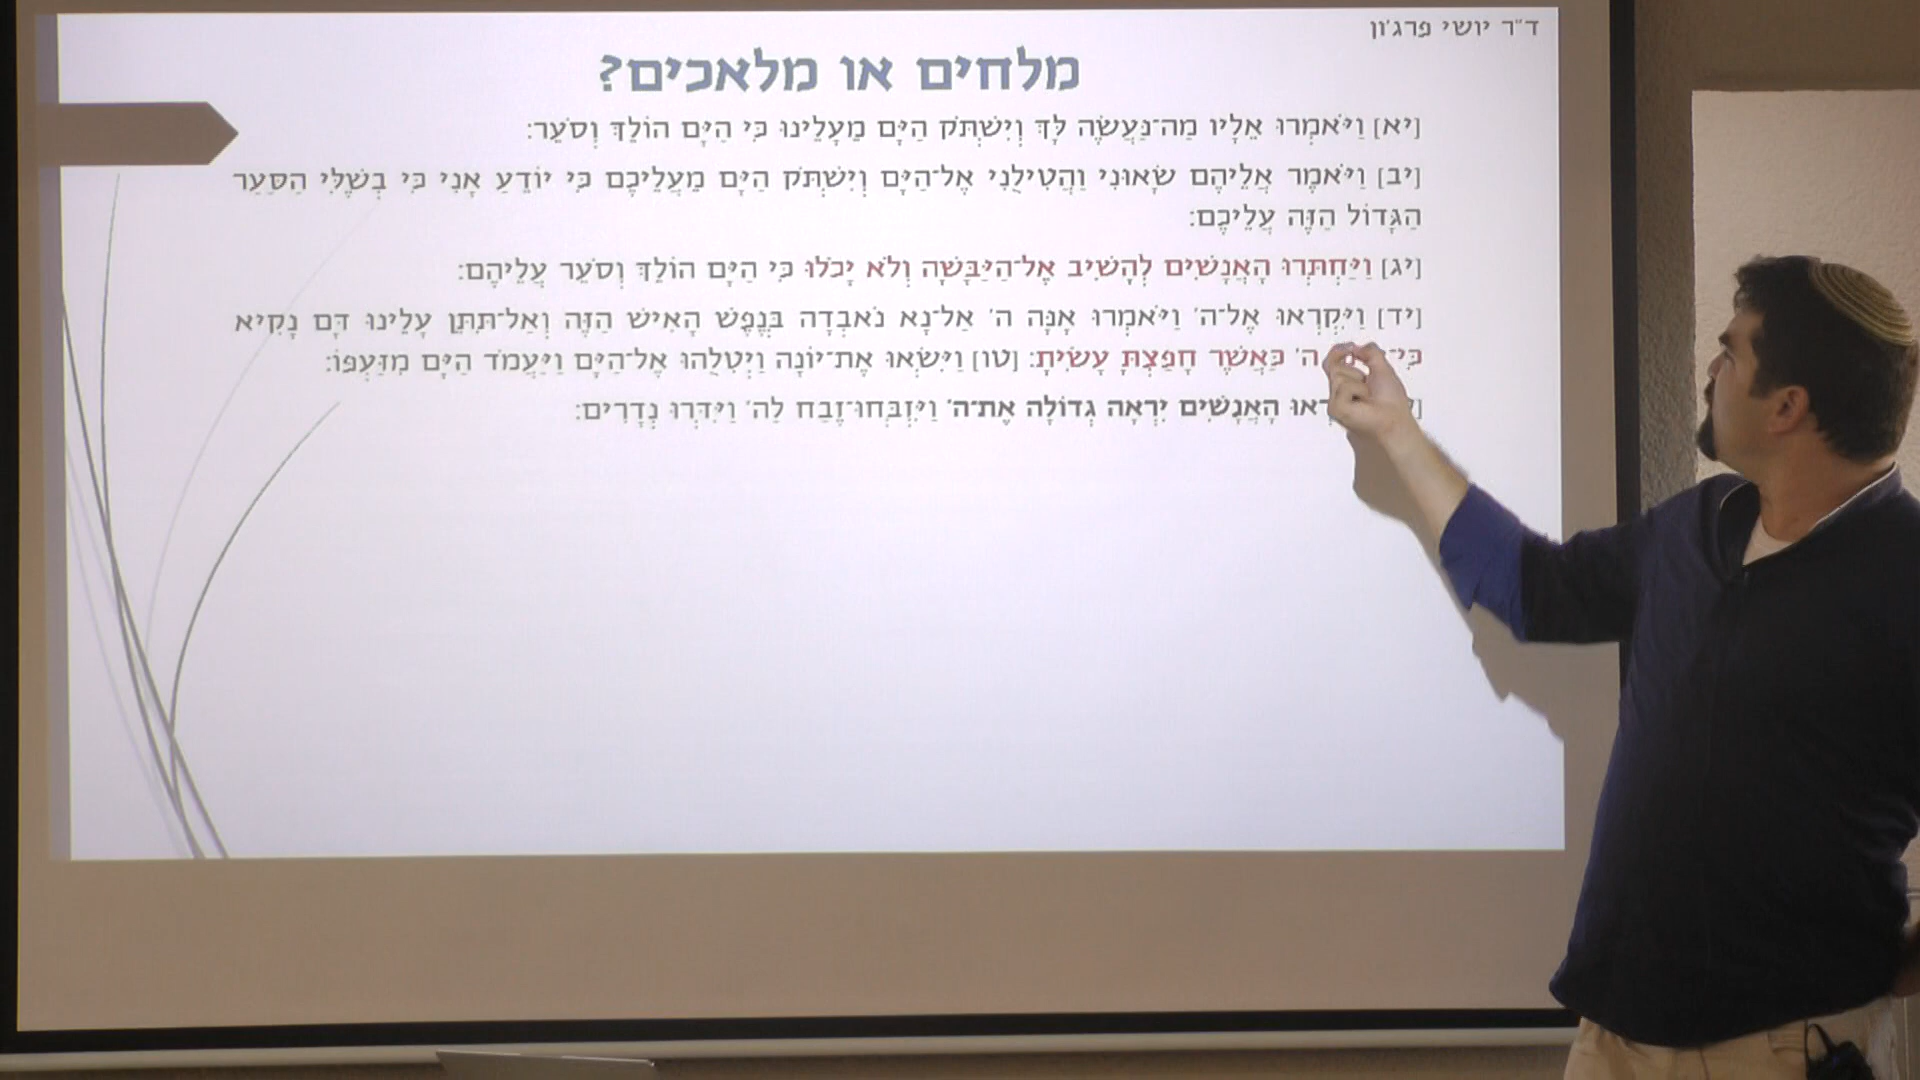 ד״ר יושי פרג׳ון
מלחים או מלאכים?
[יא] וַיֹּאמְרוּ אֵלָיו מַה־נַּעֲשֶׂה לָּךְ וְיִשְׁתֹּק הַיָּם מֵעָלֵינוּ כִּי הַיָּם הוֹלֵךְ וְסֹעֵר:
[יב] וַיֹּאמֶר אֲלֵיהֶם שָׂאוּנִי וַהֲטִילֻנִי אֶל־הַיָּם וְיִשְׁתֹּק הַיָּם מֵעֲלֵיכֶם כִּי יוֹדֵעַ אָנִי כִּי בְשֶׁלִּי הַסַּעַר
הַגָּדוֹל הַזֶּה עֲלֵיכֶם:
[יג] וַיַּחְתְּרוּ הָאֲנָשִׁים לְהָשִׁיב אֶל־הַיַּבָּשָׁה וְלֹא יָכֹלוּ כִּי הַיָּם הוֹלֵךְ וְסֹעֵר עֲלֵיהֶם:
[יד] וַיִּקְרְאוּ אֶל־ה׳ וַיֹּאמְרוּ אָנָּה ה׳ אַל־נָא נֹאבְדָה בְּנֶפֶשׁ הָאִישׁ הַזֶּה וְאַל־תִּתֵּן עָלֵינוּ דָּם נָקִיא
כִּי־ ה׳ כַּאֲשֶׁר חָפַצְתָּ עָשִׂיתָ: [טו] וַיִּשְׂאוּ אֶת־יוֹנָה וַיְטִלֻהוּ אֶל־הַיָּם וַיַּעֲמֹד הַיָּם מִזַּעְפּוֹ:
הָאֲנָשִׁים יִרְאָה גְדוֹלָה אֶת־ה׳ וַיִּזְבְּחוּ־זֶבַח לַה׳ וַיִּדְּרוּ נְדָרִים: